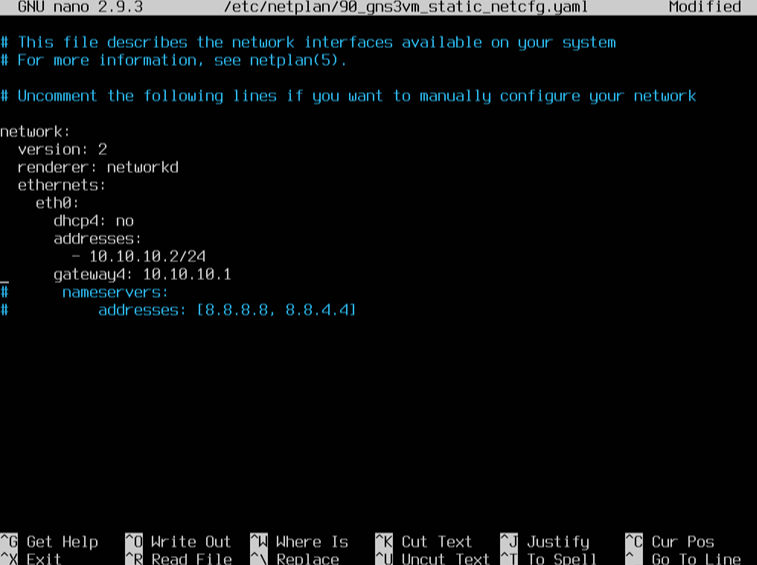 GNU nano 2.9.3 /etc/netplan/90_gns3vm_static_netcfg.yaml Modified
# This file describes the network interfaces available on your system
# For more information, see netplan(5).
# Uncomment the following lines if you want to manually configure your network
network:
  version: 2
  renderer: networkd
  ethernets:
    eth0:
      dhcp4: no
      addresses:
        - 10.10.10.2/24
      gateway4: 10.10.10.1
#      nameservers:
#          addresses: [8.8.8.8, 8.8.4.4]
^G Get Help ^O Write Out ^W Where Is ^K Cut Text ^J Justify ^C Cur Pos
^X Exit ^R Read File ^\ Replace ^U Uncut Text ^T To Spell ^_ Go To Line